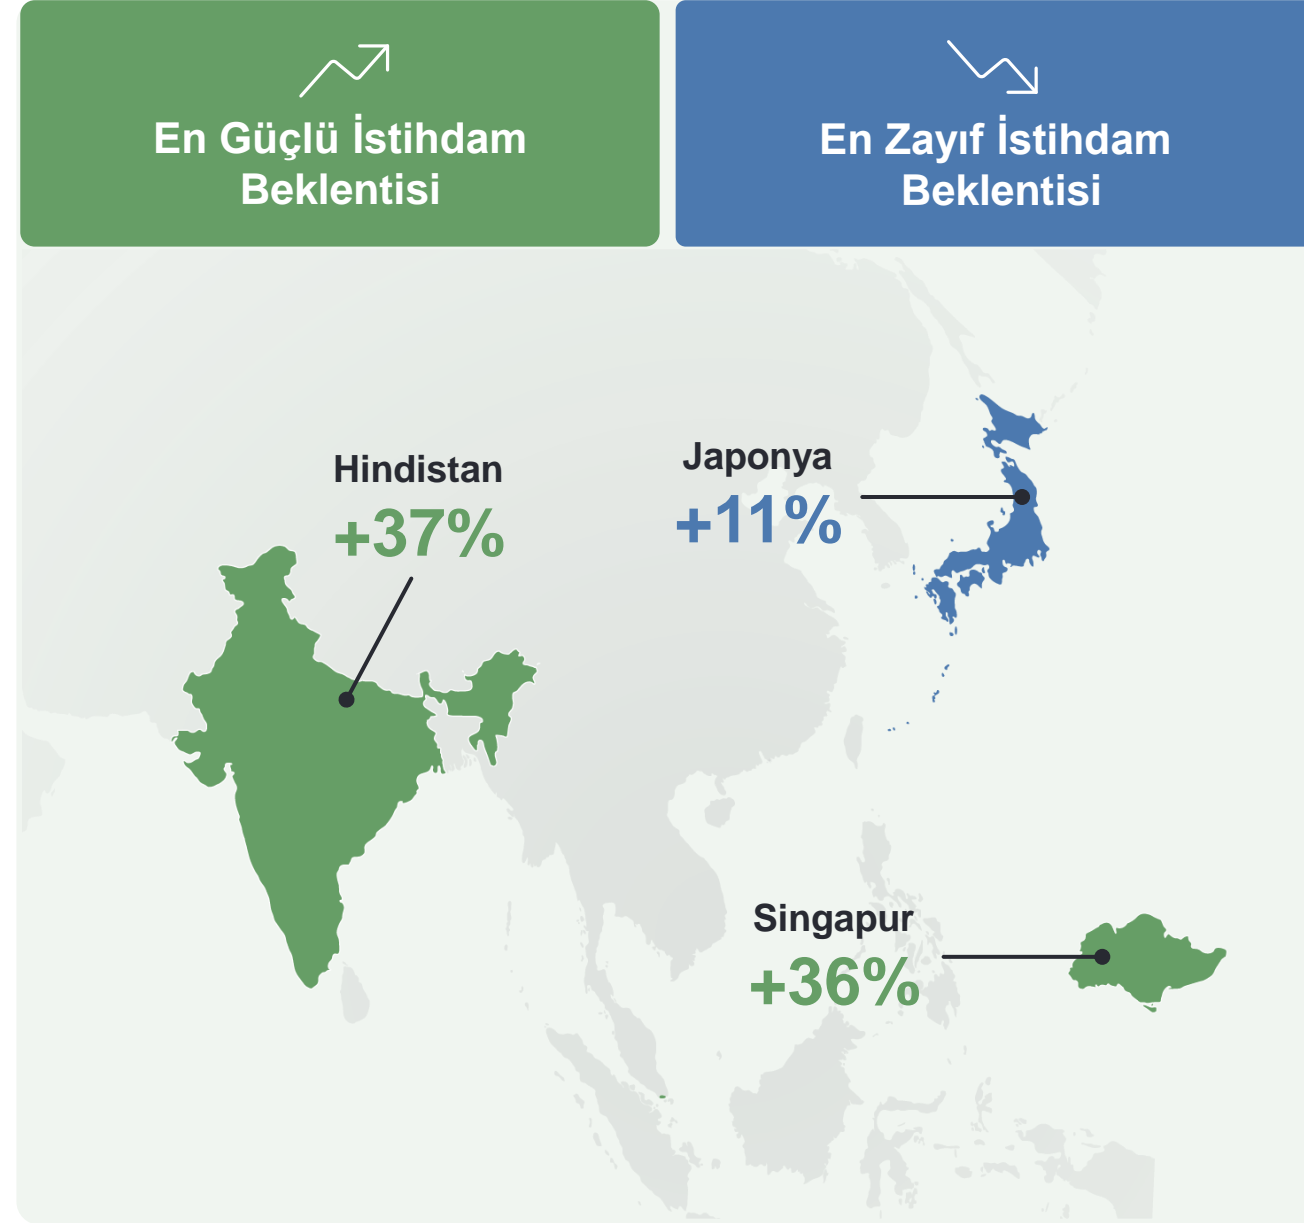 En Güçlü İstihdam
Beklentisi
En Zayıf İstihdam
Beklentisi
Hindistan
+37%
Japonya
+11%
Singapur
+36%